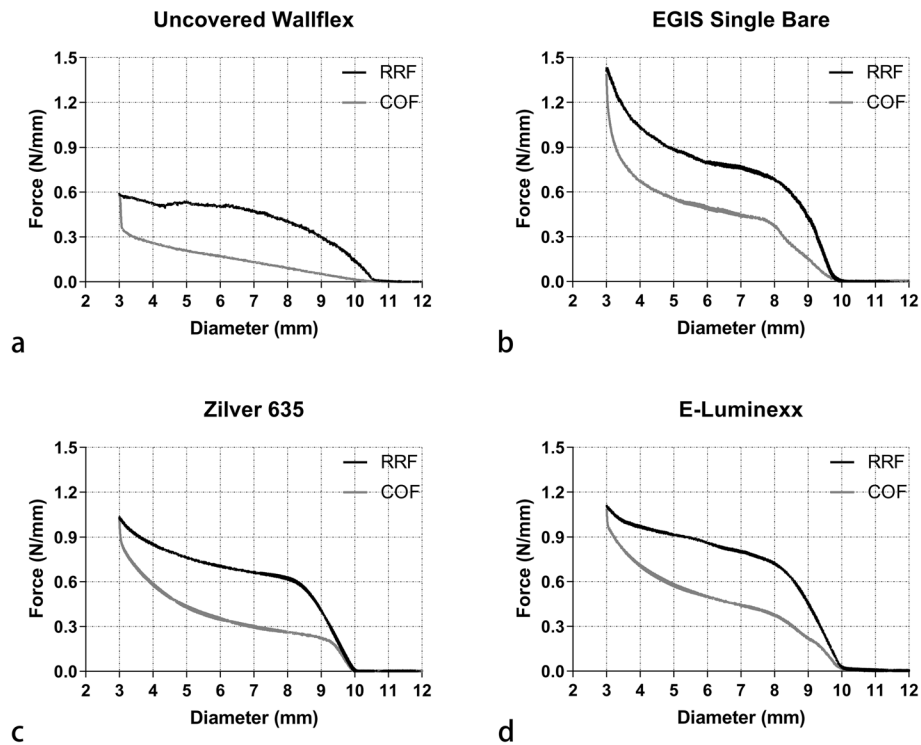 Uncovered Wallflex
1.5
1.2
0.9
0.6
0.3
0.0
Force (N/mm)
RRF
COF
2 3 4 5 6 7 8 9 10 11 12
Diameter (mm)
a
EGIS Single Bare
1.5
1.2
0.9
0.6
0.3
0.0
Force (N/mm)
RRF
COF
2 3 4 5 6 7 8 9 10 11 12
Diameter (mm)
b
Zilver 635
1.5
1.2
0.9
0.6
0.3
0.0
Force (N/mm)
RRF
COF
2 3 4 5 6 7 8 9 10 11 12
Diameter (mm)
c
E-Luminexx
1.5
1.2
0.9
0.6
0.3
0.0
Force (N/mm)
RRF
COF
2 3 4 5 6 7 8 9 10 11 12
Diameter (mm)
d